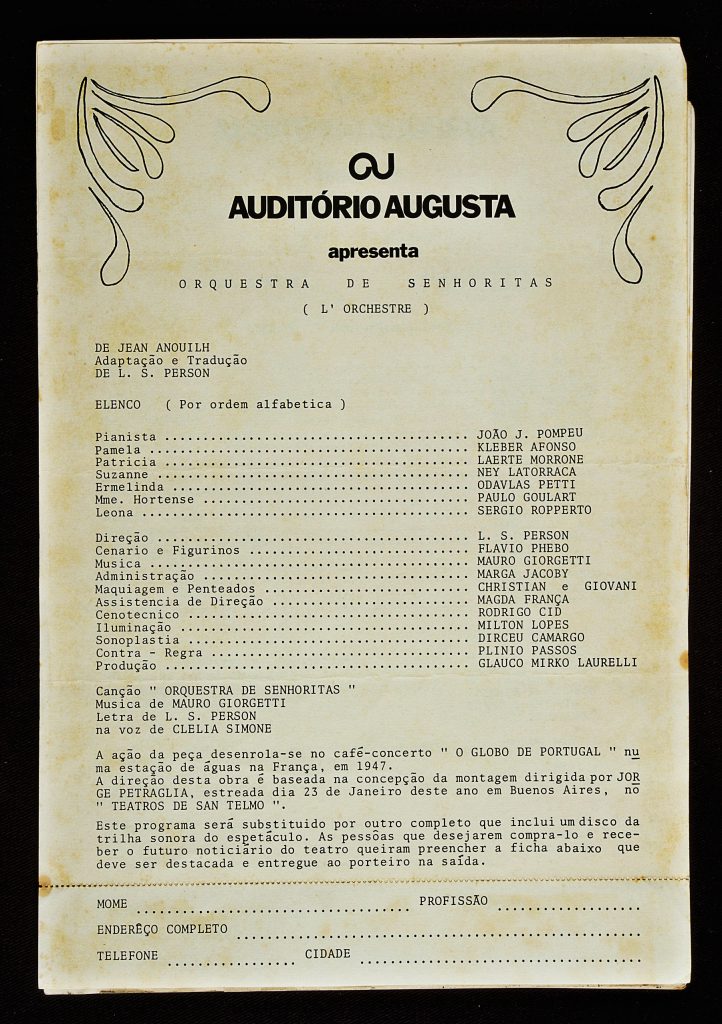 AUDITÓRIO AUGUSTA
apresenta
ORQUESTRA DE SENHORITAS
( L' ORCHESTRE )
DE JEAN ANOUILH
Adaptação e Tradução
DE L. S. PERSON
ELENCO ( Por ordem alfabetica )
Pianista ........................................ JOÃO J. POMPEU
Pamela .......................................... KLEBER AFONSO
Patricia ........................................ LAERTE MORRONE
Suzanne ......................................... NEY LATORRACA
Ermelinda ....................................... ODAVLAS PETTI
Mme. Hortense ................................... PAULO GOULART
Leona ........................................... SERGIO ROPPERTO
Direção ......................................... L. S. PERSON
Cenario e Figurinos ............................. FLAVIO PHEBO
Musica .......................................... MAURO GIORGETTI
Administração ................................... MARGA JACOBY
Maquiagem e Penteados ........................... CHRISTIAN e GIOVANI
Assistencia de Direção .......................... MAGDA FRANÇA
Cenotecnico ..................................... RODRIGO CID
Iluminação ...................................... MILTON LOPES
Sonoplastia ..................................... DIRCEU CAMARGO
Contra - Regra .................................. PLINIO PASSOS
Produção ........................................ GLAUCO MIRKO LAURELLI
Canção " ORQUESTRA DE SENHORITAS "
Musica de MAURO GIORGETTI
Letra de L. S. PERSON
na voz de CLELIA SIMONE
A ação da peça desenrola-se no café-concerto " O GLOBO DE PORTUGAL " nu
ma estação de águas na França, em 1947.
A direção desta obra é baseada na concepção da montagem dirigida por JOR
GE PETRAGLIA, estreada dia 23 de Janeiro deste ano em Buenos Aires, no
" TEATROS DE SAN TELMO ".
Este programa será substituido por outro completo que inclui um disco da
trilha sonora do espetáculo. As pessôas que desejarem compra-lo e rece-
ber o futuro noticiário do teatro queiram preencher a ficha abaixo que
deve ser destacada e entregue ao porteiro na saída.
MOME .................................... PROFISSÃO ...................
ENDERÊÇO COMPLETO .....................................................
TELEFONE ................. CIDADE .....................................